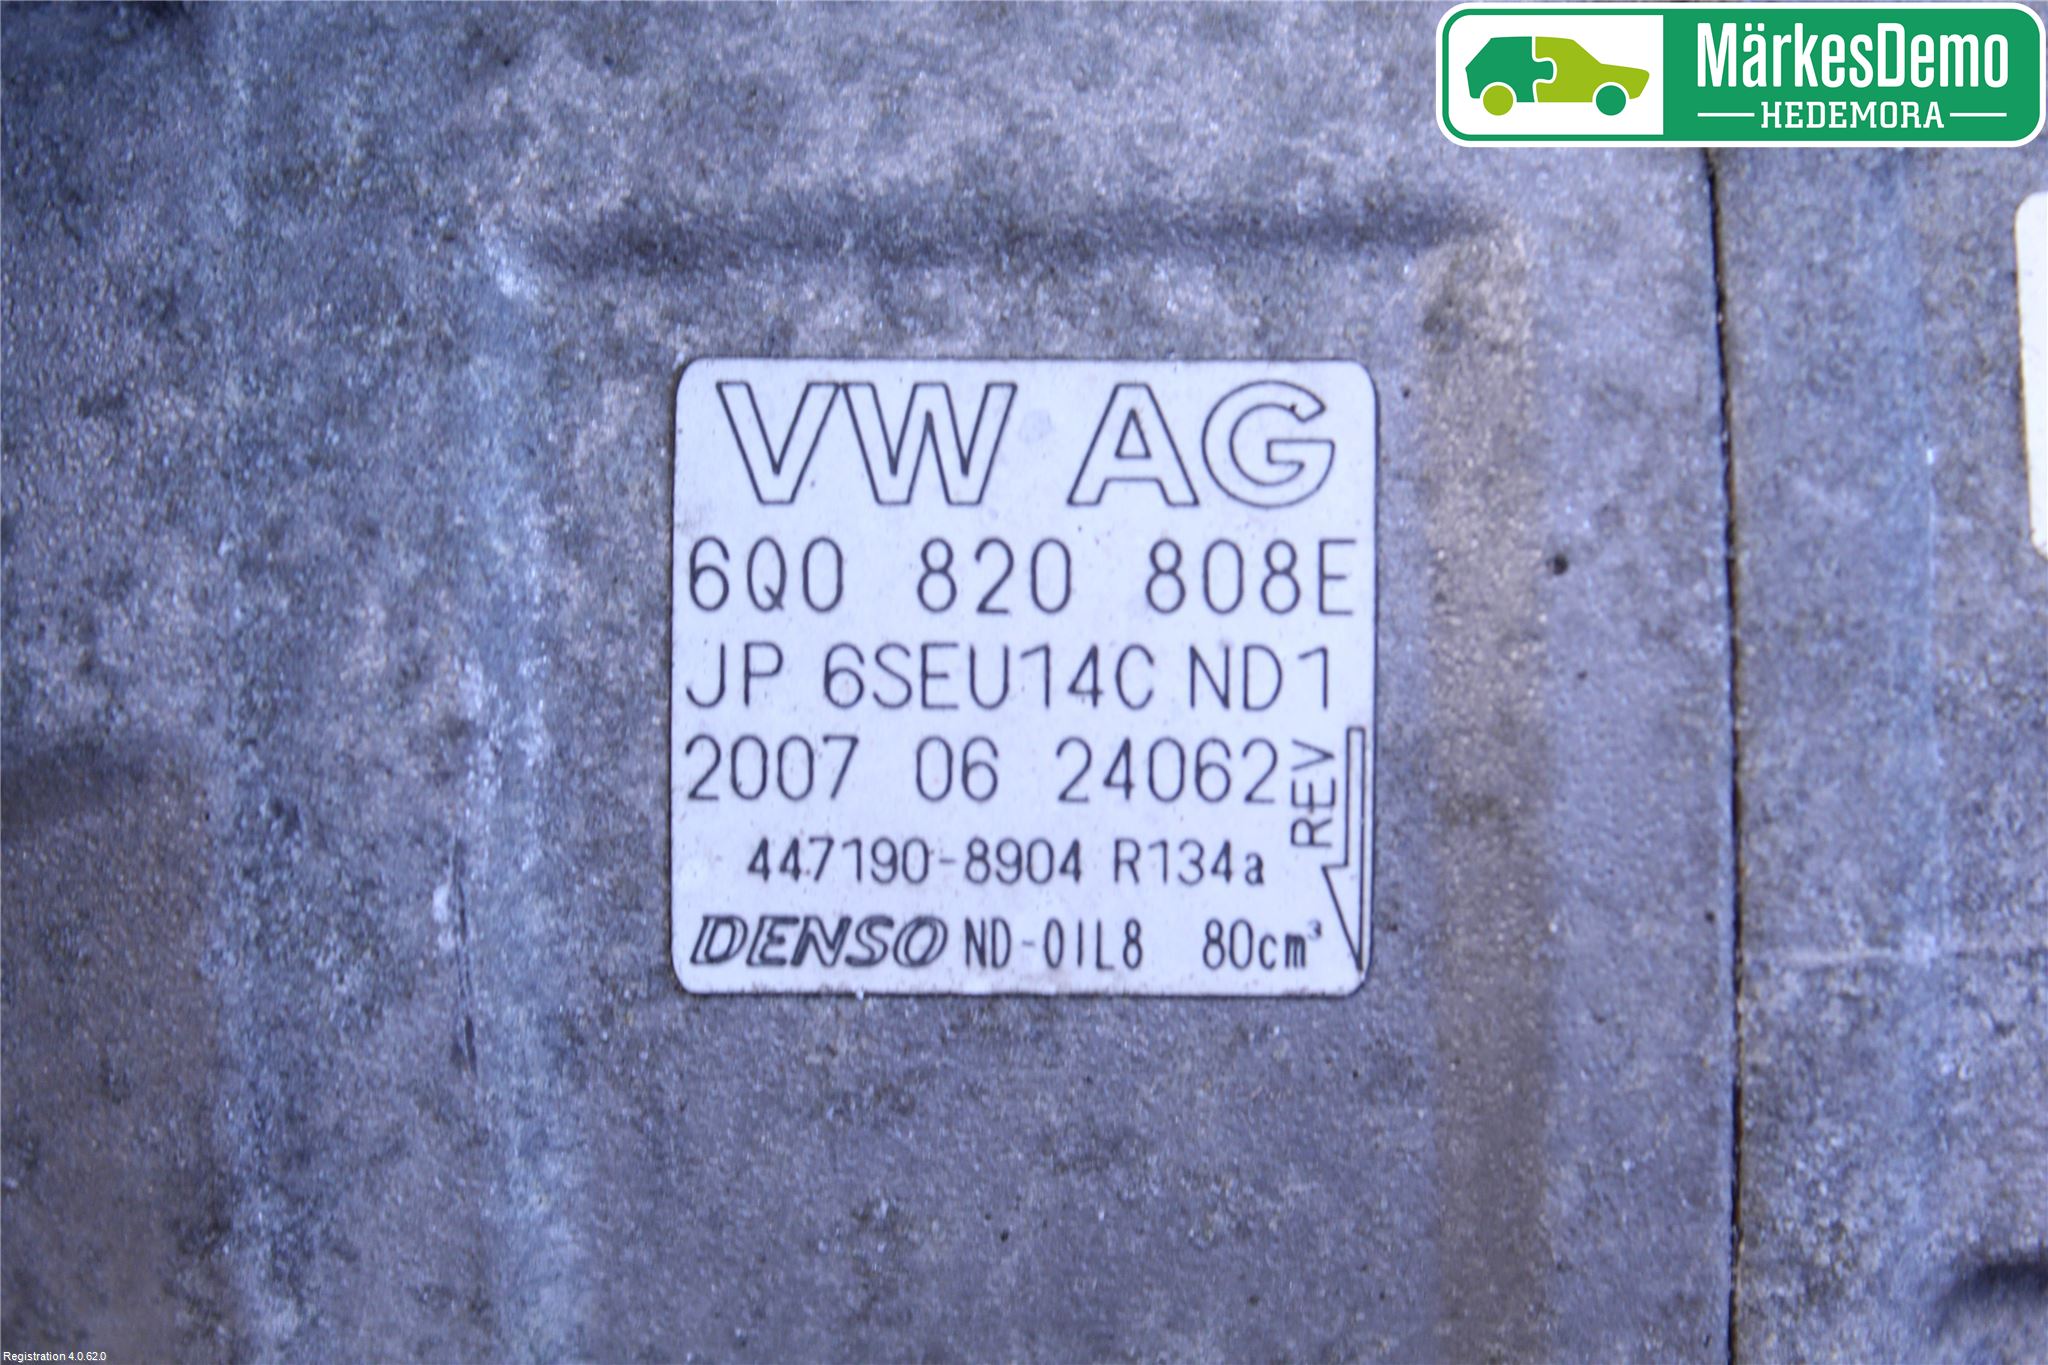 MärkesDemo
HEDEMORA
VW AG
6Q0 820 808E
JP 6SEU14C ND1
2007 06 24062
REV
447190-8904 R134a
DENSO ND-OIL8 80cm³
Registration 4.0.62.0